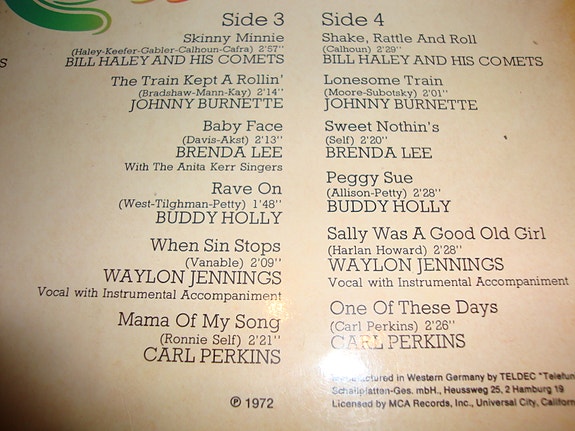 Side 3
Skinny Minnie
(Haley-Keefer-Gabler-Calhoun-Cafra) 2'57''
BILL HALEY AND HIS COMETS
The Train Kept A Rollin'
(Bradshaw-Mann-Kay) 2'14''
JOHNNY BURNETTE
Baby Face
(Davis-Akst) 2'13''
BRENDA LEE
With The Anita Kerr Singers
Rave On
(West-Tilghman-Petty) 1'48''
BUDDY HOLLY
When Sin Stops
(Vanable) 2'09''
WAYLON JENNINGS
Vocal with Instrumental Accompaniment
Mama Of My Song
(Ronnie Self) 2'21''
CARL PERKINS
℗ 1972
Side 4
Shake, Rattle And Roll
(Calhoun) 2'29''
BILL HALEY AND HIS COMETS
Lonesome Train
(Moore-Subotsky) 2'01''
JOHNNY BURNETTE
Sweet Nothin's
(Self) 2'20''
BRENDA LEE
Peggy Sue
(Allison-Petty) 2'28''
BUDDY HOLLY
Sally Was A Good Old Girl
(Harlan Howard) 2'28''
WAYLON JENNINGS
Vocal with Instrumental Accompaniment
One Of These Days
(Carl Perkins) 2'26''
CARL PERKINS
Manufactured in Western Germany by TELDEC "Telefun
Schallplatten-Ges. mbH., Heussweg 25, 2 Hamburg 19
Licensed by MCA Records, Inc., Universal City, Californ